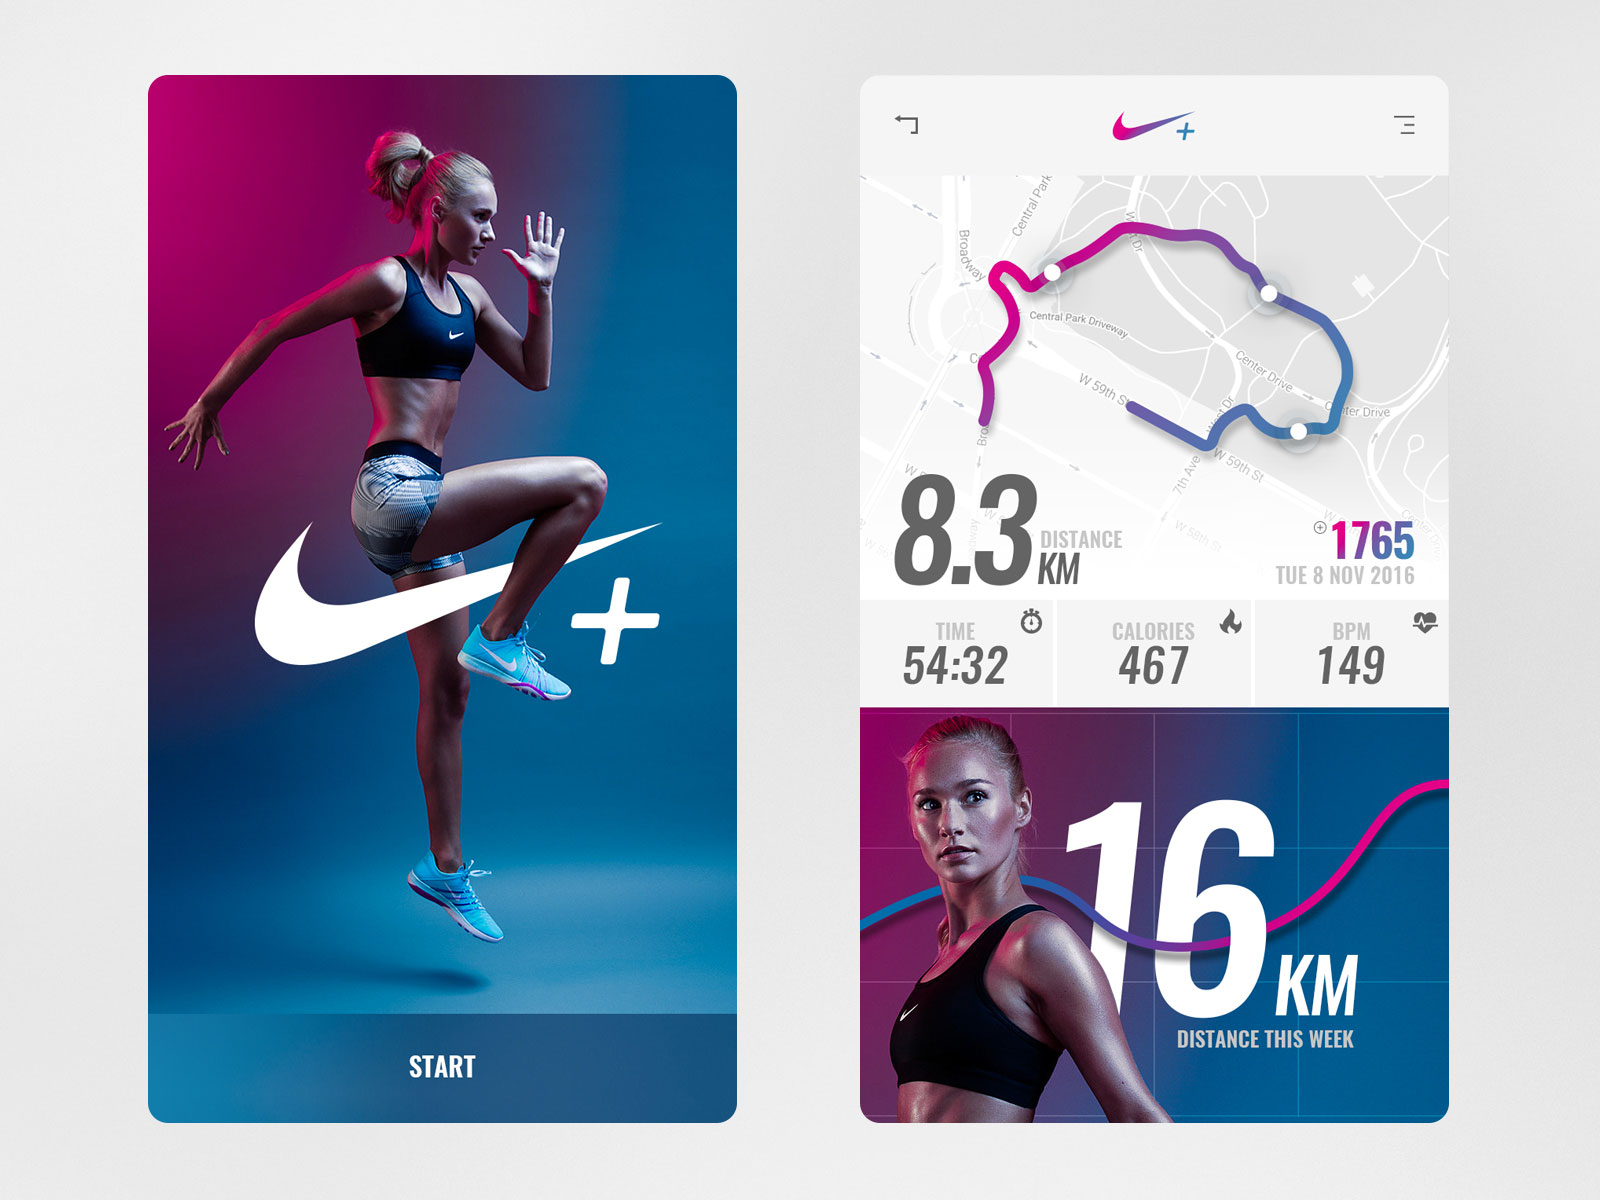 START
Central Park
Broadway
W Dr
Central Park Driveway
Center Drive
W 59th St
Center Drive
W 59th St
7th Ave
W 58th St
8.3
DISTANCE
KM
1765
TUE 8 NOV 2016
TIME
54:32
CALORIES
467
BPM
149
16
KM
DISTANCE THIS WEEK